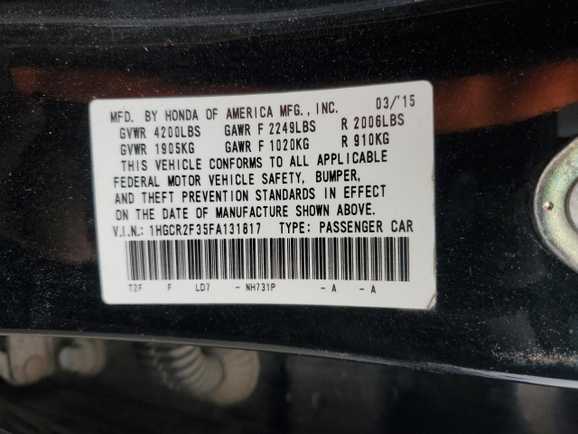 MFD. BY HONDA OF AMERICA MFG., INC. 03/'15
GVWR 4200LBS GAWR F 2249LBS R 2006LBS
GVWR 1905KG GAWR F 1020KG R 910KG
THIS VEHICLE CONFORMS TO ALL APPLICABLE
FEDERAL MOTOR VEHICLE SAFETY, BUMPER,
AND THEFT PREVENTION STANDARDS IN EFFECT
ON THE DATE OF MANUFACTURE SHOWN ABOVE.
V.I.N.: 1HGCR2F35FA131817 TYPE: PASSENGER CAR
T2F F LD7 - NH731P - A - A